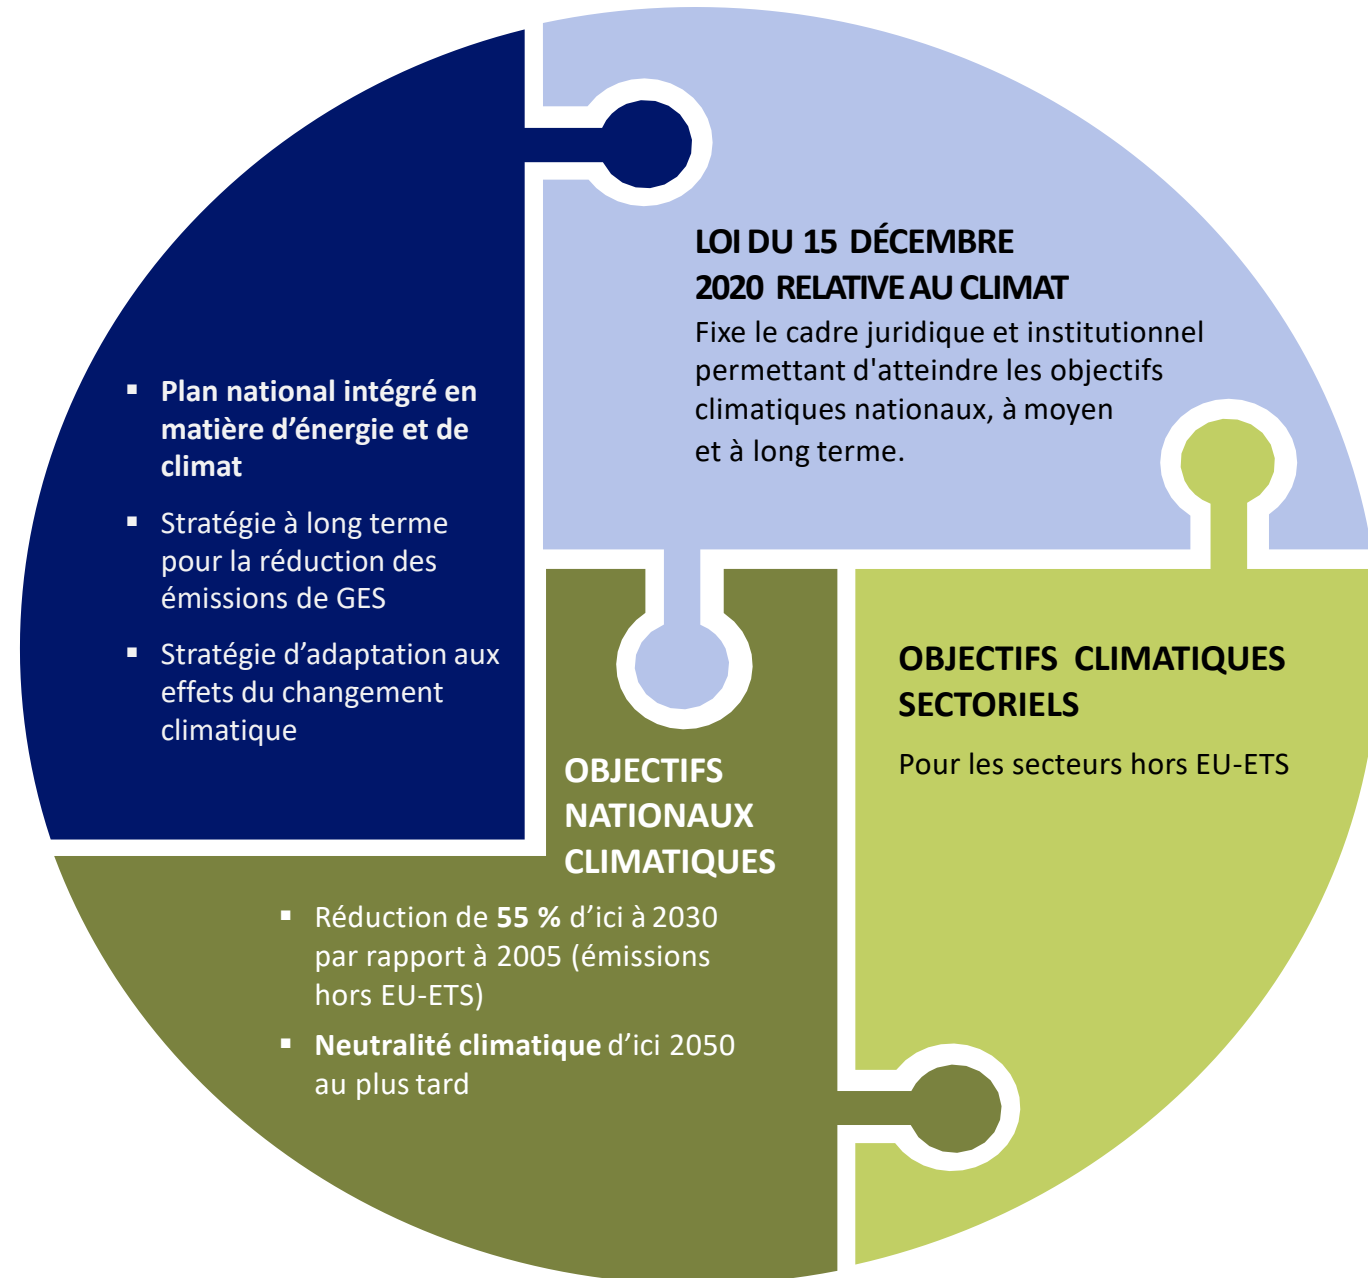 LOI DU 15 DÉCEMBRE
2020 RELATIVE AU CLIMAT
Fixe le cadre juridique et institutionnel
permettant d'atteindre les objectifs
climatiques nationaux, à moyen
et à long terme.
▪ Plan national intégré en
matière d’énergie et de
climat
▪ Stratégie à long terme
pour la réduction des
émissions de GES
▪ Stratégie d’adaptation aux
effets du changement
climatique
OBJECTIFS CLIMATIQUES
SECTORIELS
Pour les secteurs hors EU-ETS
OBJECTIFS
NATIONAUX
CLIMATIQUES
▪ Réduction de 55 % d’ici à 2030
par rapport à 2005 (émissions
hors EU-ETS)
▪ Neutralité climatique d’ici 2050
au plus tard